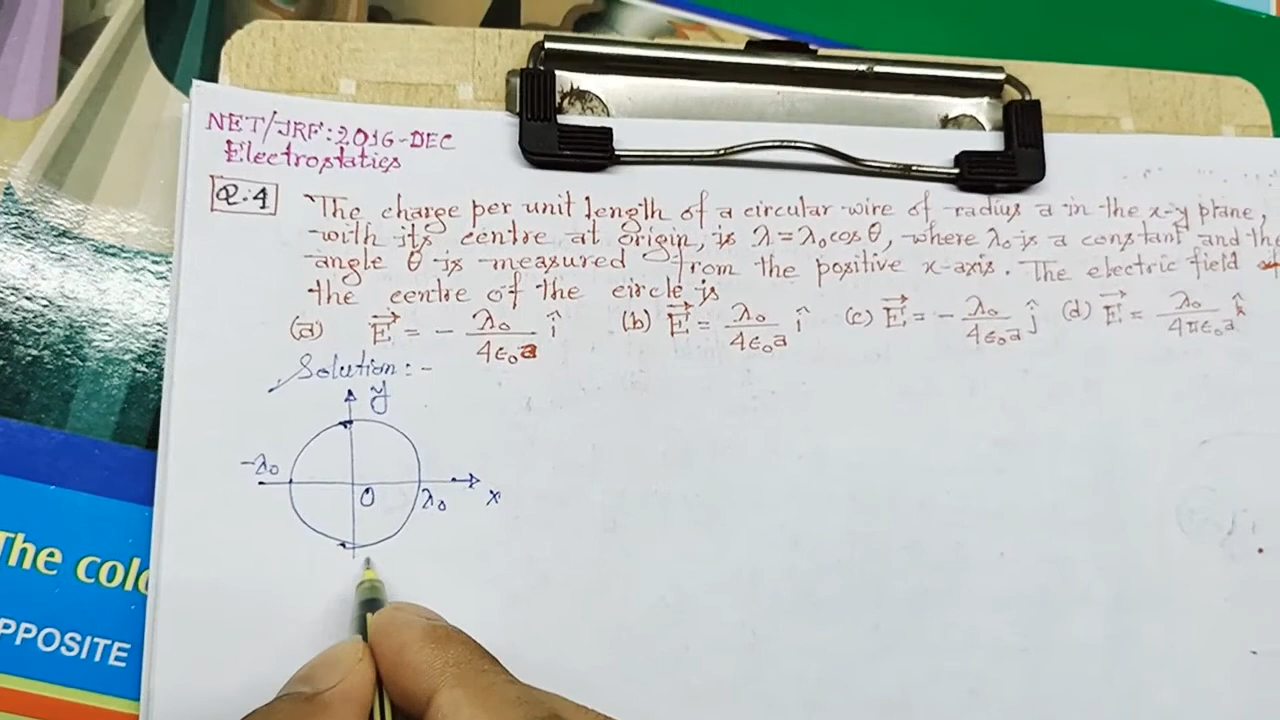 NET/JRF:2016-DEC
Electrostatics
Q.4 The charge per unit length of a circular wire of radius a in the x-y plane,
with its centre at origin, is λ=λ₀cosθ, where λ₀ is a constant and the
angle θ is measured from the positive x-axis. The electric field
the centre of the circle is
(a) E⃗ = - λ₀/4ϵ₀a î (b) E⃗ = λ₀/4ϵ₀a î (c) E⃗ = - λ₀/4ϵ₀a ĵ (d) E⃗ = λ₀/4πϵ₀a k̂
Solution:-
y
-λ₀ O λ₀ x
The
PPOSITE